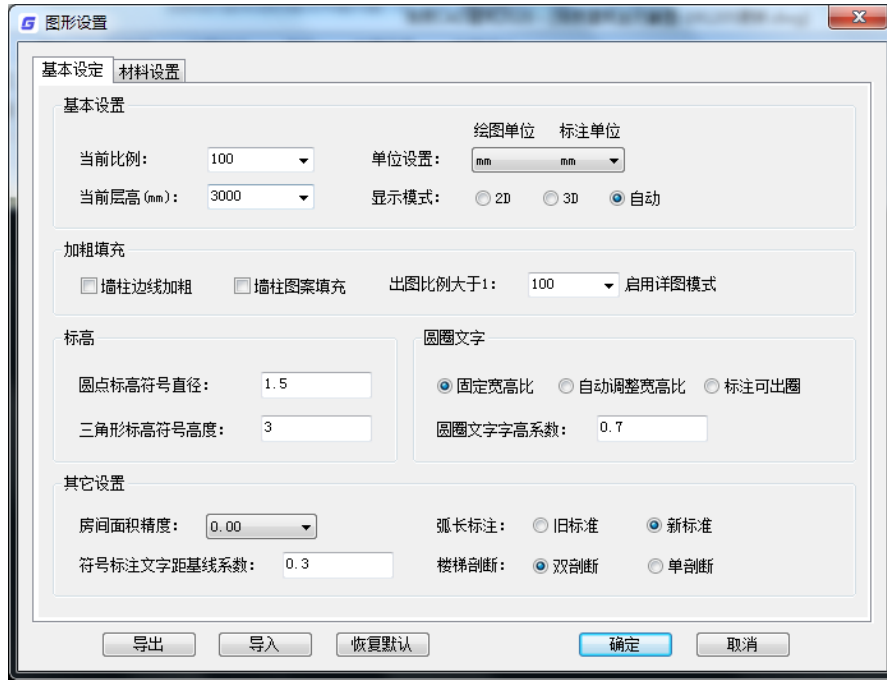 G 图形设置
基本设定 材料设置
基本设置
绘图单位 标注单位
当前比例: 100 单位设置: mm mm
当前层高(mm): 3000 显示模式: 2D 3D 自动
加粗填充
墙柱边线加粗 墙柱图案填充 出图比例大于1: 100 启用详图模式
标高 圆圈文字
圆点标高符号直径: 1.5 固定宽高比 自动调整宽高比 标注可出圈
三角形标高符号高度: 3 圆圈文字字高系数: 0.7
其它设置
房间面积精度: 0.00 弧长标注: 旧标准 新标准
符号标注文字距基线系数: 0.3 楼梯剖断: 双剖断 单剖断
导出 导入 恢复默认 确定 取消